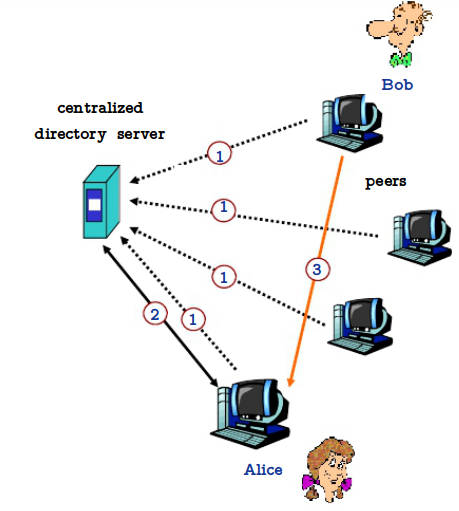 Bob
centralized
directory server
1
peers
1
1
3
2
1
Alice